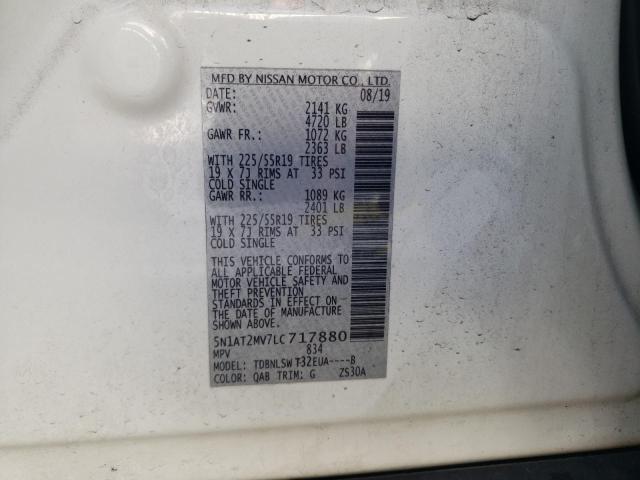 MFD BY NISSAN MOTOR CO., LTD.
DATE: 08/19
GVWR: 2141 KG
4720 LB
GAWR FR.: 1072 KG
2363 LB
WITH 225/55R19 TIRES
19 X 7J RIMS AT 33 PSI
COLD SINGLE
GAWR RR.: 1089 KG
2401 LB
WITH 225/55R19 TIRES
19 X 7J RIMS AT 33 PSI
COLD SINGLE
THIS VEHICLE CONFORMS TO
ALL APPLICABLE FEDERAL
MOTOR VEHICLE SAFETY AND
THEFT PREVENTION
STANDARDS IN EFFECT ON
THE DATE OF MANUFACTURE
SHOWN ABOVE.
5N1AT2MV7LC717880
MPV 834
MODEL: TDBNLSWT32EUA----B
COLOR: QAB TRIM: G ZS30A